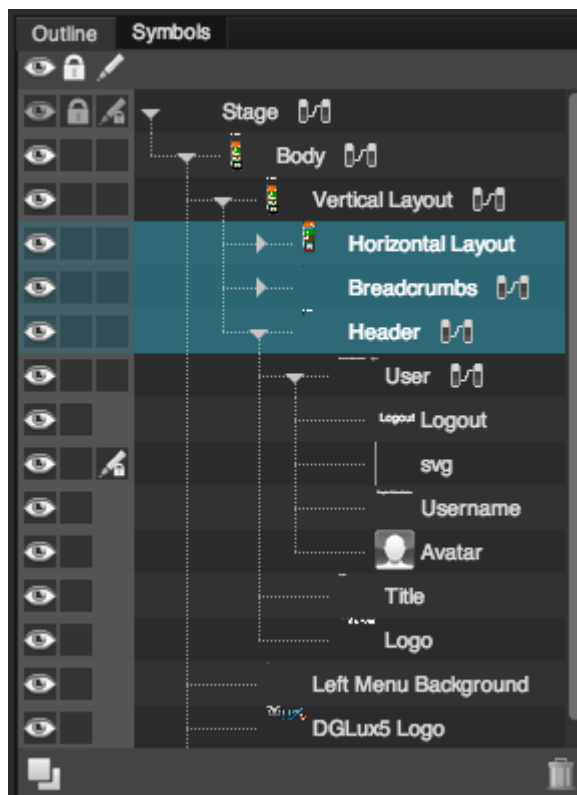 Outline Symbols
Stage
Body
Vertical Layout
Horizontal Layout
Breadcrumbs
Header
User
Logout Logout
svg
Username
Avatar
Title
Logo
Left Menu Background
DGLux5 Logo